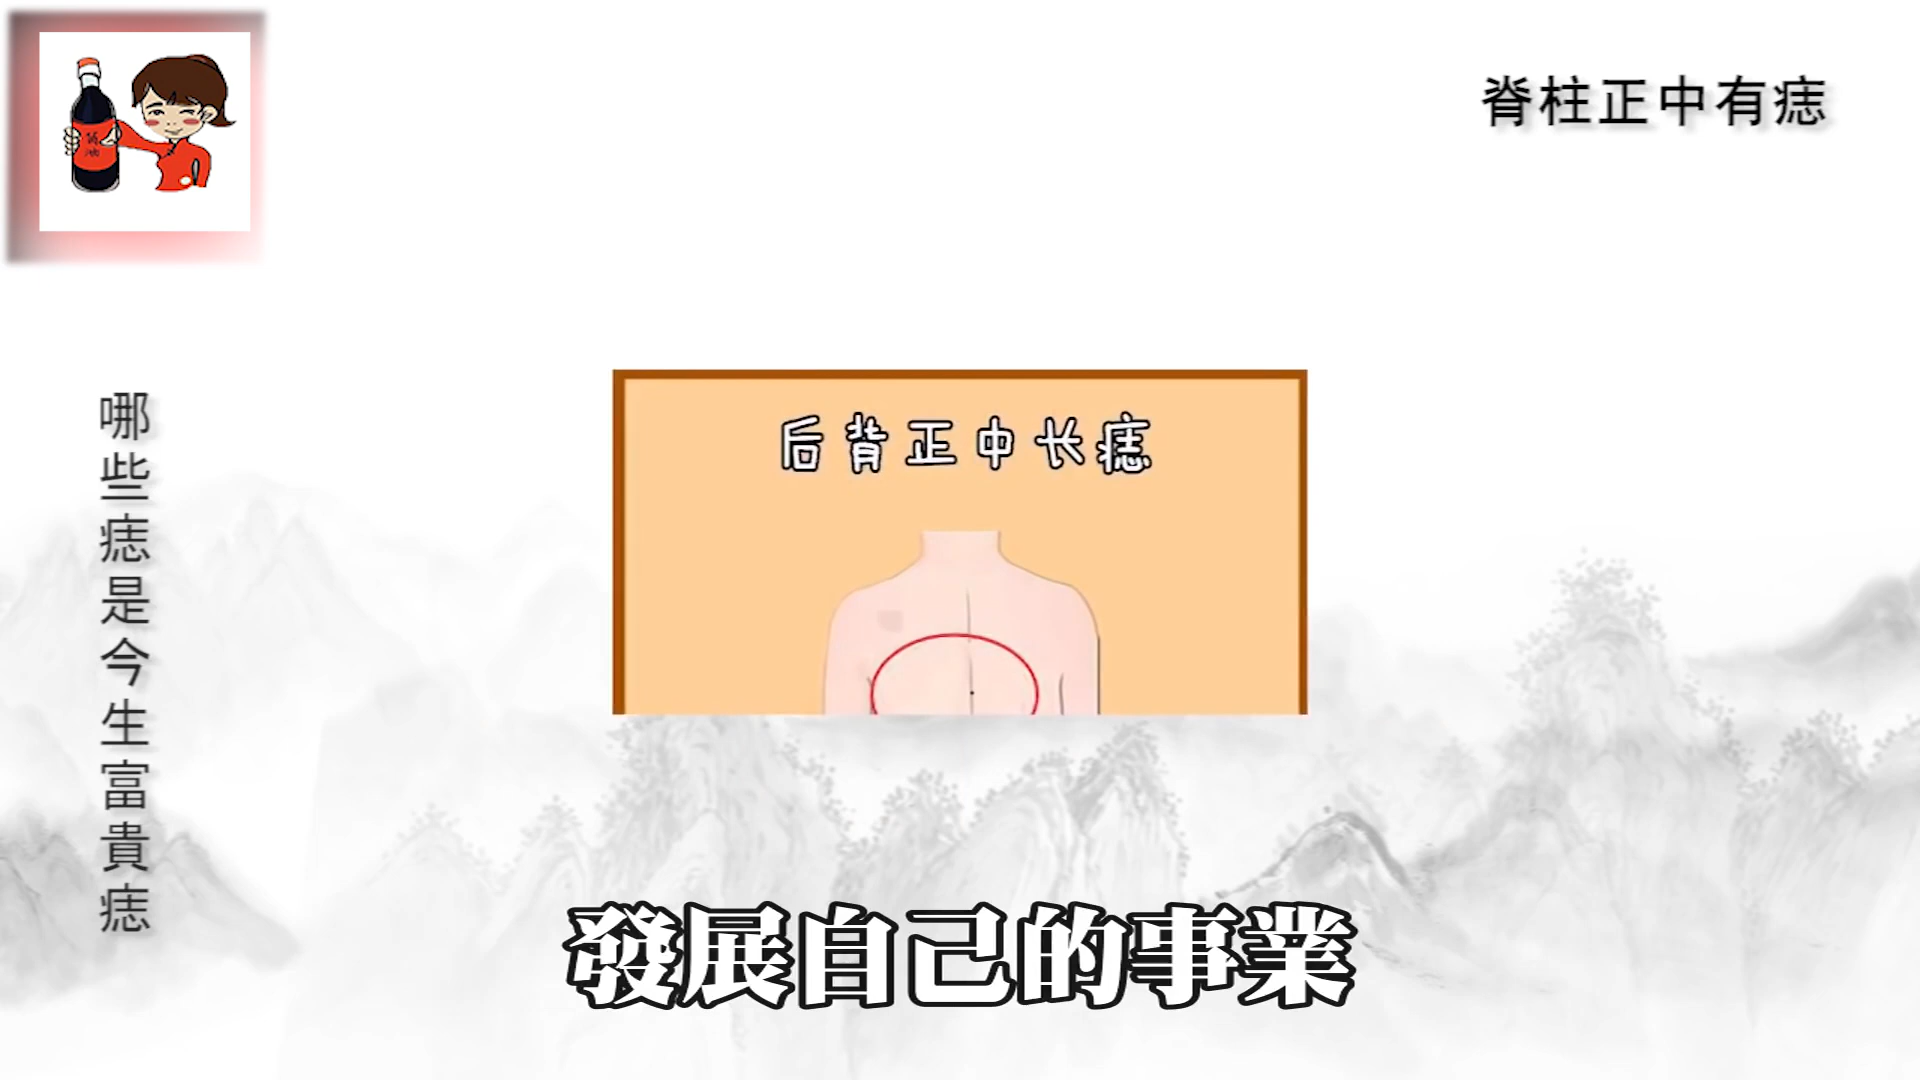 脊柱正中有痣
哪些痣是今生富貴痣
后背正中长痣
發展自己的事業